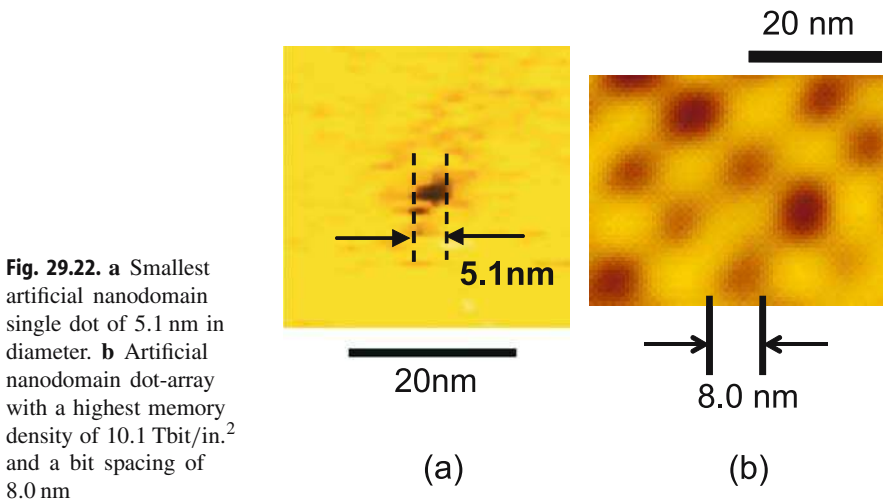 Fig. 29.22. a Smallest
artificial nanodomain
single dot of 5.1 nm in
diameter. b Artificial
nanodomain dot-array
with a highest memory
density of 10.1 Tbit/in.²
and a bit spacing of
8.0 nm
5.1nm
20nm
(a)
20 nm
8.0 nm
(b)